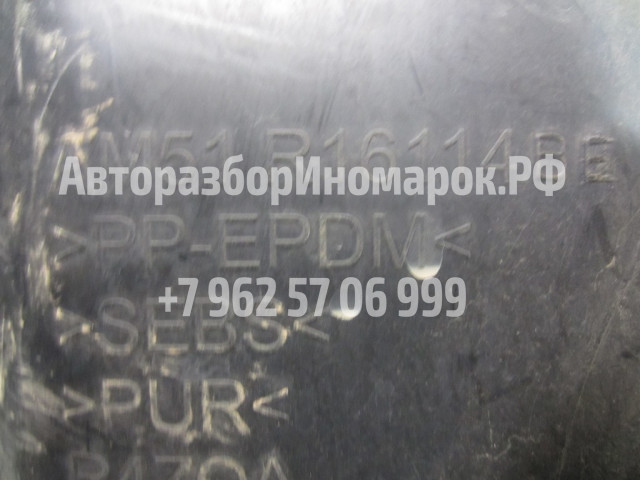 AM51 R16114BE
АвторазборИномарок.РФ
>PP-EPDM<
+7 962 57 06 999
>SEBS<
>PUR<